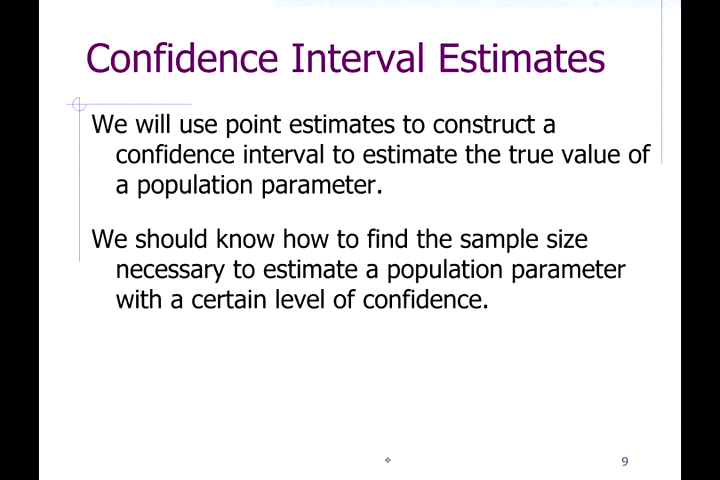 Confidence Interval Estimates
We will use point estimates to construct a
confidence interval to estimate the true value of
a population parameter.
We should know how to find the sample size
necessary to estimate a population parameter
with a certain level of confidence.
9